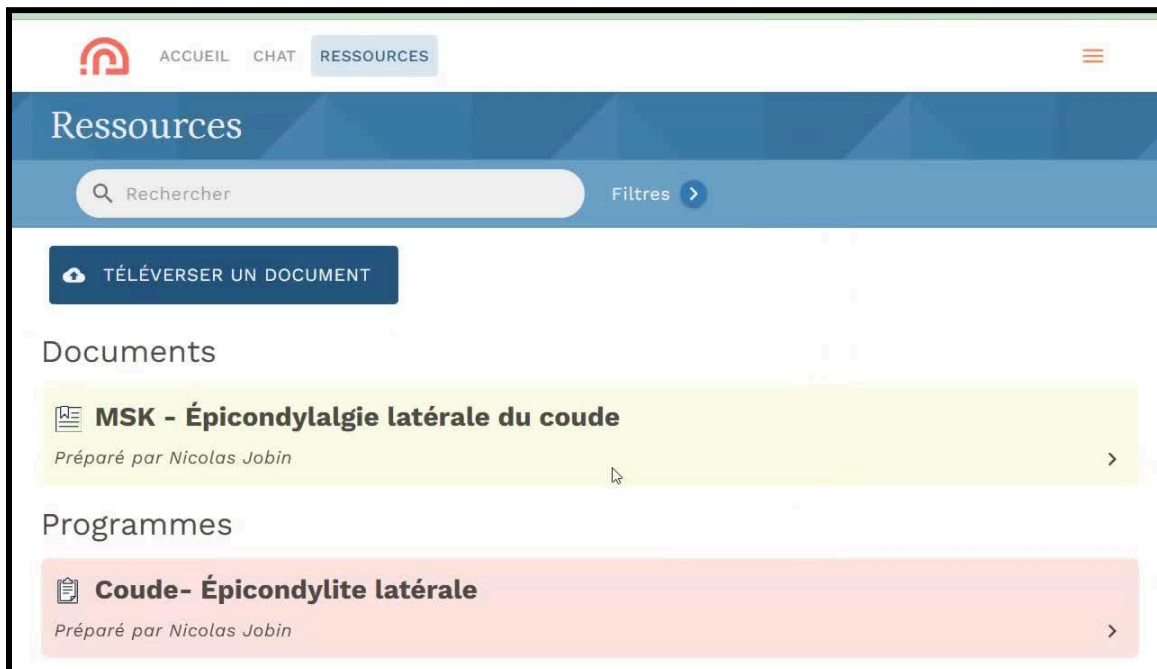 ACCUEIL CHAT RESSOURCES
Ressources
Rechercher Filtres
TÉLÉVERSER UN DOCUMENT
Documents
MSK - Épicondylalgie latérale du coude
Préparé par Nicolas Jobin
Programmes
Coude- Épicondylite latérale
Préparé par Nicolas Jobin